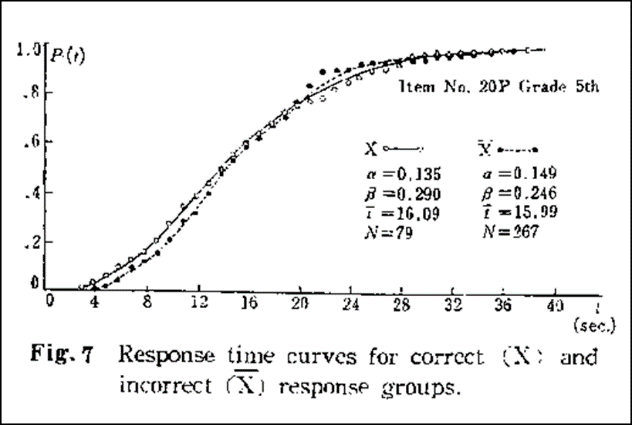 1.0 P(t)
.8
Item No. 20P Grade 5th
.6
X X̄
α=0.135 α=0.149
.4
β=0.290 β=0.246
t̄=16.09 t̄=15.99
N=79 N=267
.2
0
0 4 8 12 16 20 24 28 32 36 40 t
(sec.)
Fig. 7 Response time curves for correct (X) and
incorrect (X̄) response groups.